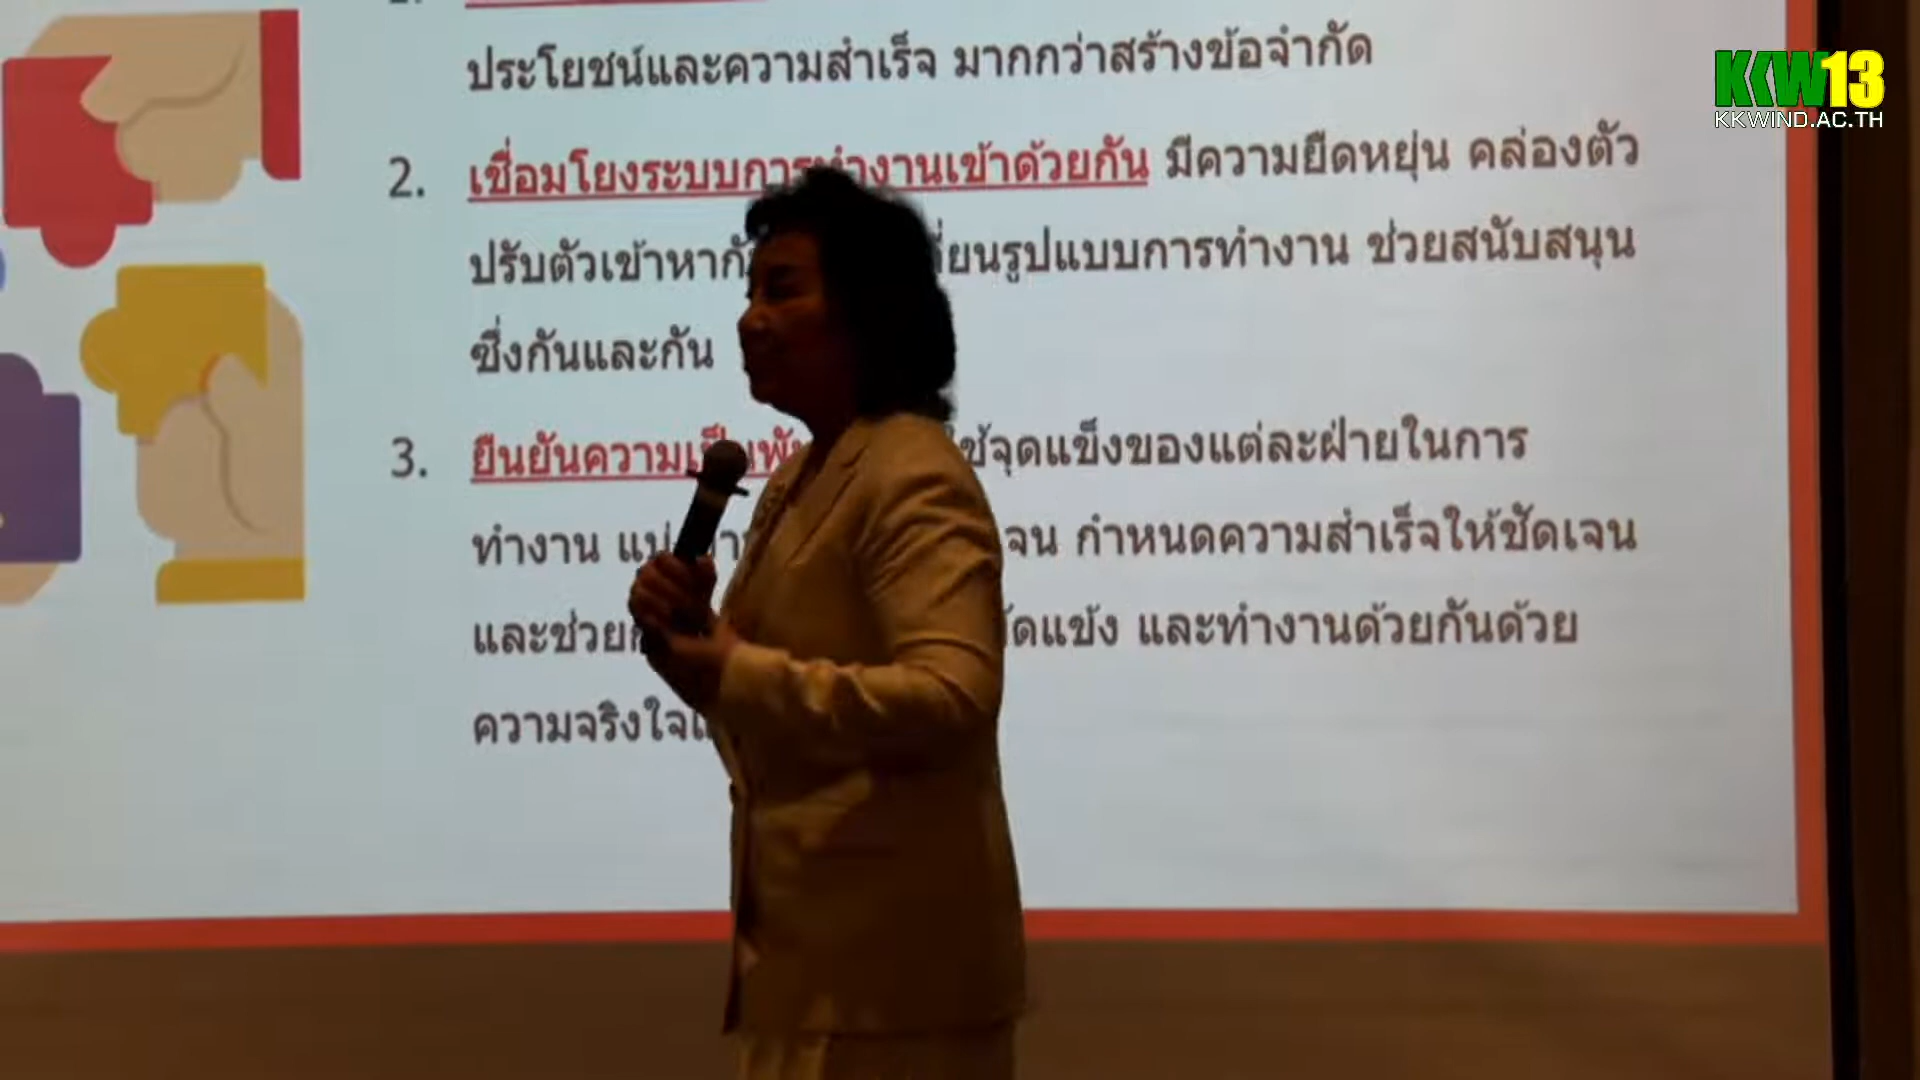 ประโยชน์และความสำเร็จ มากกว่าสร้างข้อจำกัด
2. เชื่อมโยงระบบการทำงานเข้าด้วยกัน มีความยืดหยุ่น คล่องตัว
ปรับตัวเข้าหากัน รูปแบบการทำงาน ช่วยสนับสนุน
ซึ่งกันและกัน
3. ยืนยันความเป็น จุดแข็งของแต่ละฝ่ายในการ
ทำงาน กำหนดความสำเร็จให้ชัดเจน
และช่วย และทำงานด้วยกันด้วย
ความจริงใจ
KKW13
KKWIND.AC.TH